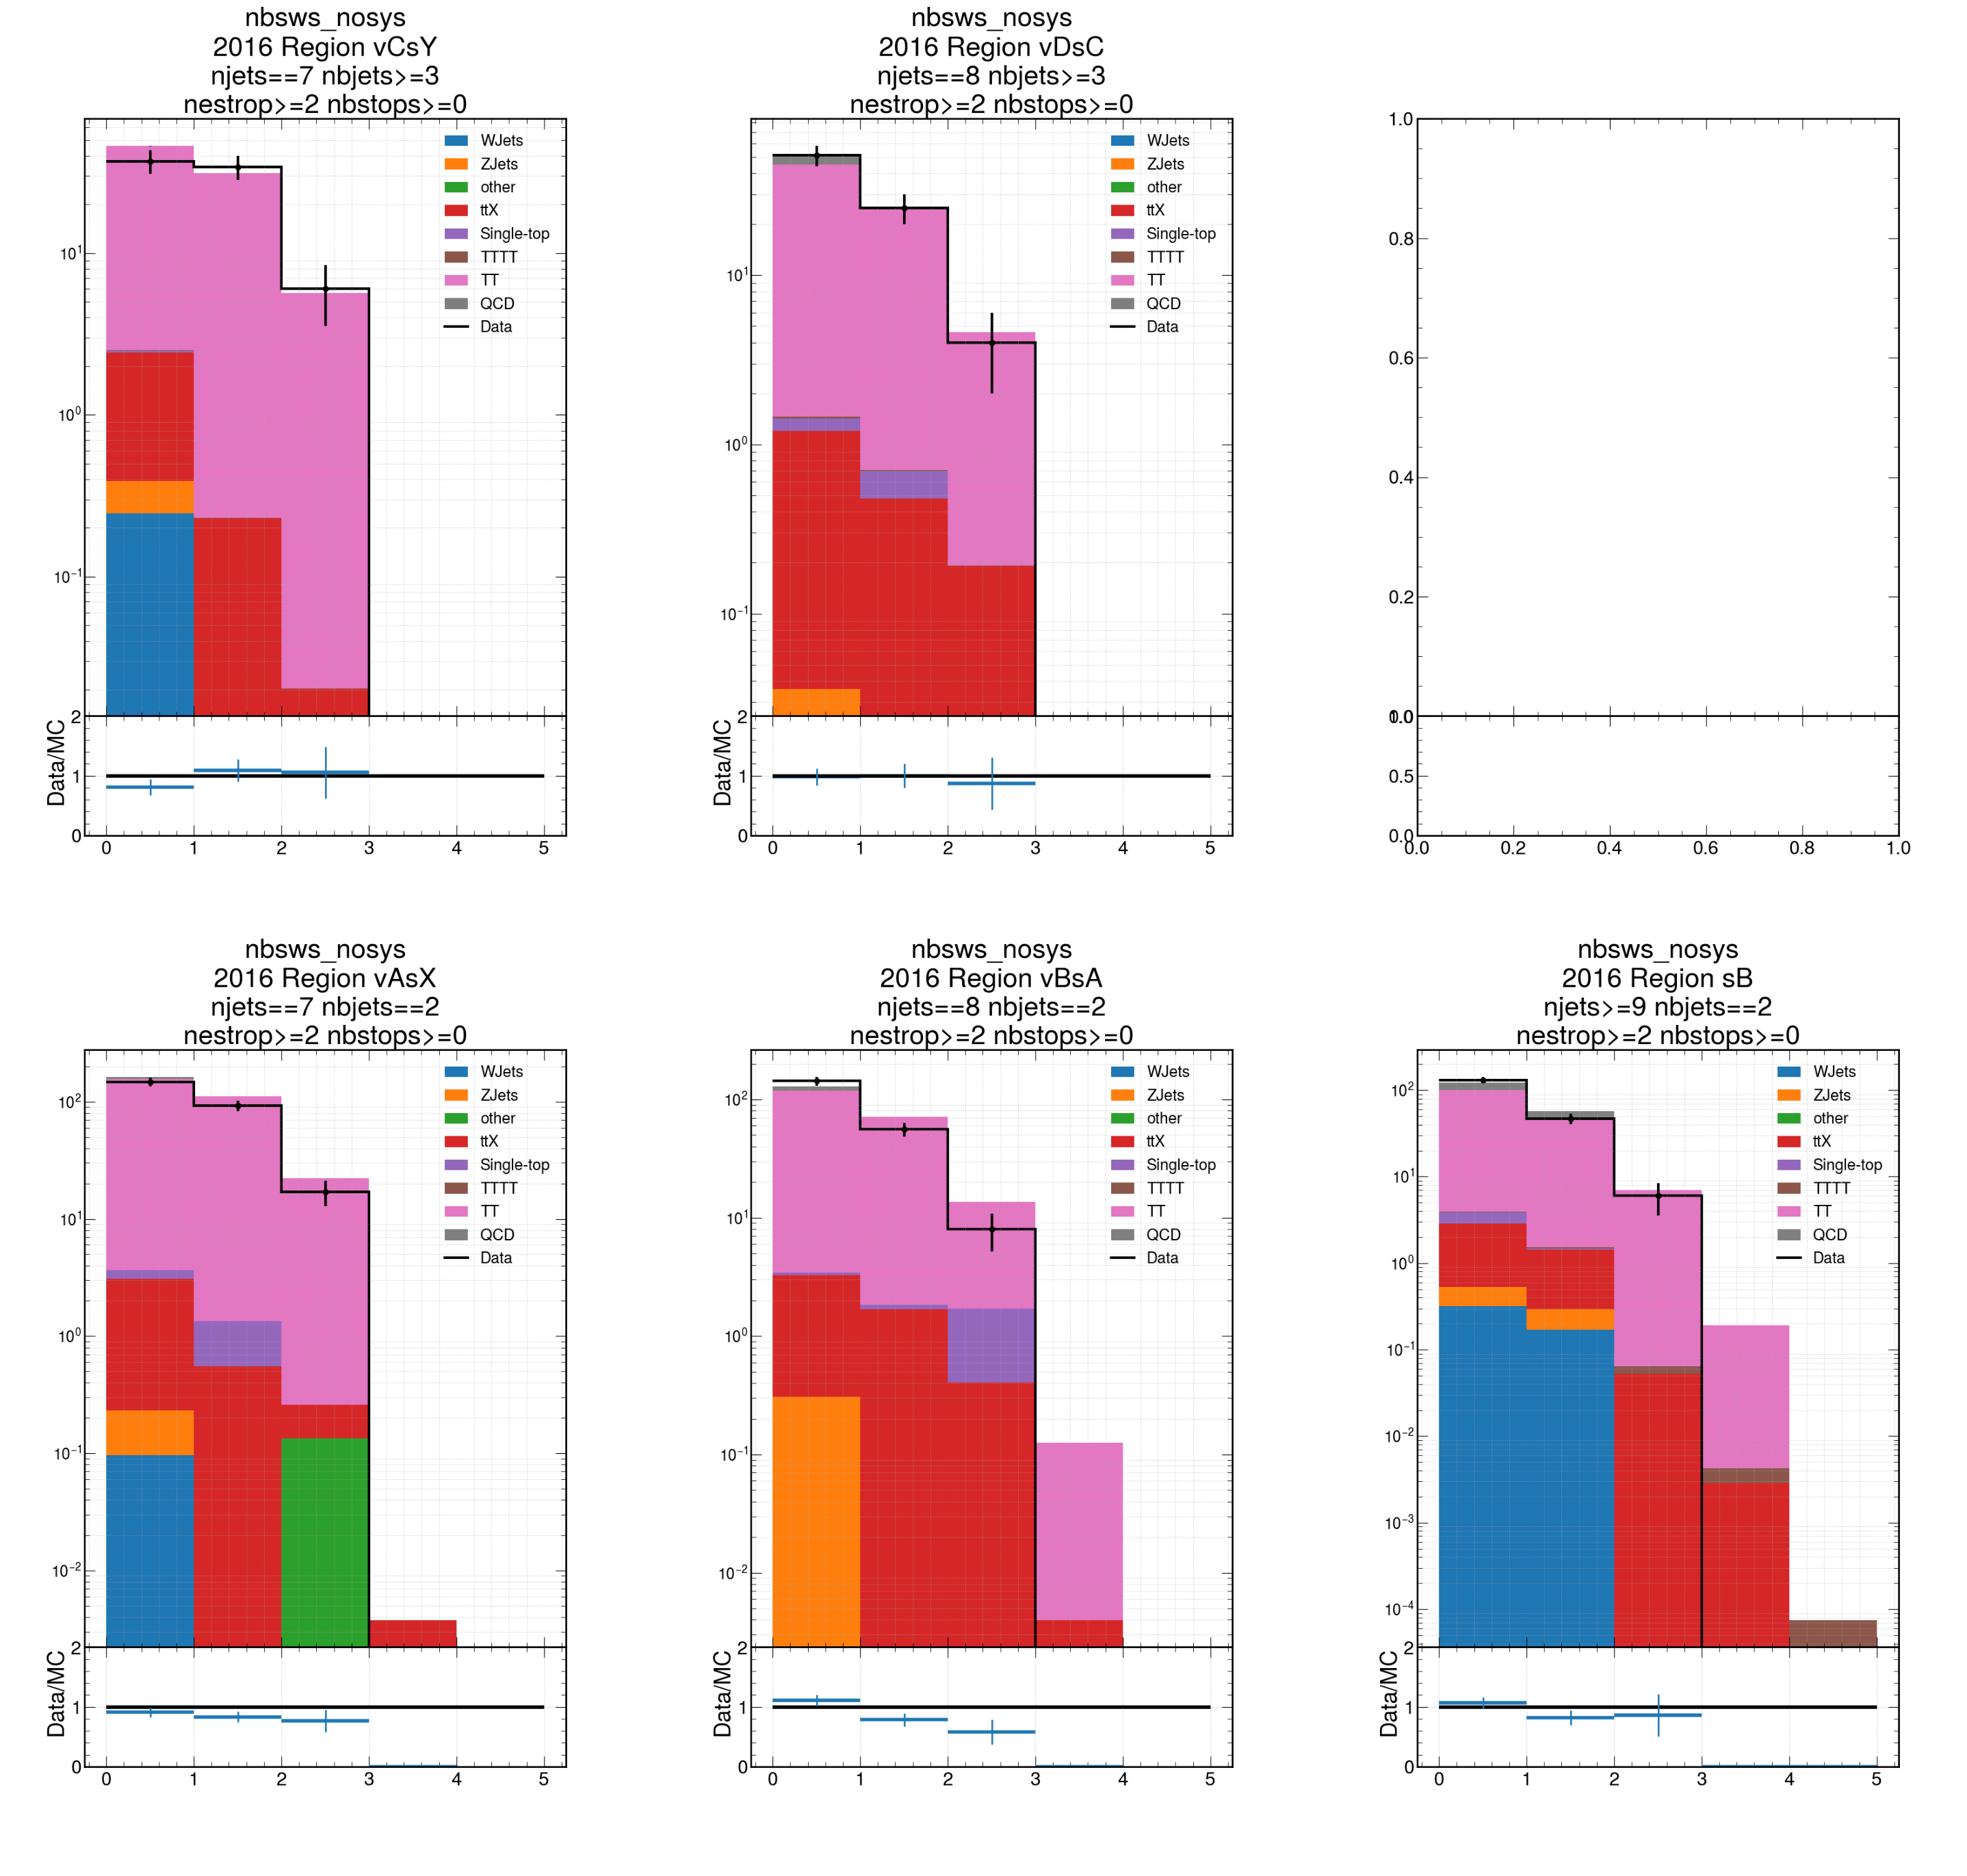 nbsws_nosys
2016 Region vCsY
njets==7 nbjets>=3
nestrop>=2 nbstops>=0
WJets
ZJets
other
ttX
Single-top
TTTT
TT
QCD
Data
10^1
10^0
10^-1
2
1
0
Data/MC
0 1 2 3 4 5
nbsws_nosys
2016 Region vDsC
njets==8 nbjets>=3
nestrop>=2 nbstops>=0
WJets
ZJets
other
ttX
Single-top
TTTT
TT
QCD
Data
10^1
10^0
10^-1
2
1
0
Data/MC
0 1 2 3 4 5
1.0
0.8
0.6
0.4
0.2
0.0
1.0
0.5
0.0
0.0 0.2 0.4 0.6 0.8 1.0
nbsws_nosys
2016 Region vAsX
njets==7 nbjets==2
nestrop>=2 nbstops>=0
WJets
ZJets
other
ttX
Single-top
TTTT
TT
QCD
Data
10^2
10^1
10^0
10^-1
10^-2
2
1
0
Data/MC
0 1 2 3 4 5
nbsws_nosys
2016 Region vBsA
njets==8 nbjets==2
nestrop>=2 nbstops>=0
WJets
ZJets
other
ttX
Single-top
TTTT
TT
QCD
Data
10^2
10^1
10^0
10^-1
10^-2
2
1
0
Data/MC
0 1 2 3 4 5
nbsws_nosys
2016 Region sB
njets>=9 nbjets==2
nestrop>=2 nbstops>=0
WJets
ZJets
other
ttX
Single-top
TTTT
TT
QCD
Data
10^2
10^1
10^0
10^-1
10^-2
10^-3
10^-4
2
1
0
Data/MC
0 1 2 3 4 5